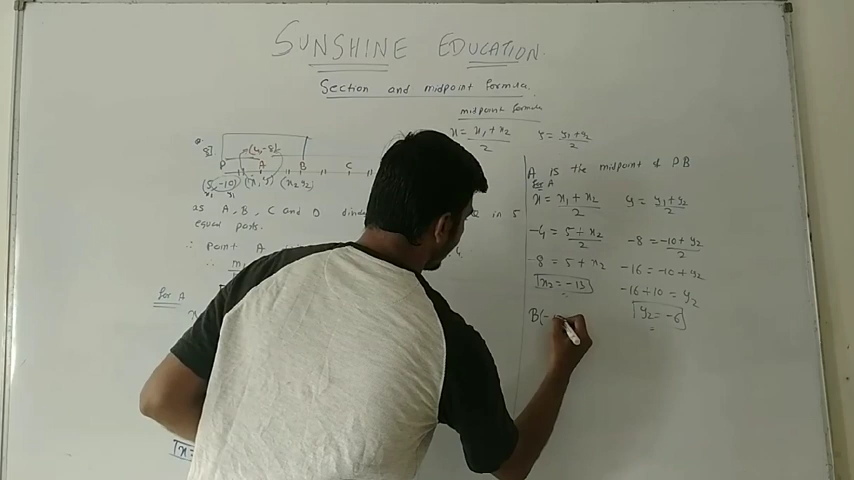 SUNSHINE EDUCATION
Section and midpoint formula.
midpoint formula
x = x₁ + x₂ / 2 y = y₁ + y₂ / 2
8]
P A B C
(5, -10) (x, y) (x₂ y₂)
x₁ y₁
as A, B, C and D in 5
equal parts.
∴ point A
for A
A is the midpoint of PB
for A
x = x₁ + x₂ / 2 y = y₁ + y₂ / 2
-4 = 5 + x₂ / 2 -8 = -10 + y₂ / 2
-8 = 5 + x₂ -16 = -10 + y₂
x₂ = -13 -16 + 10 = y₂
B(- y₂ = -6